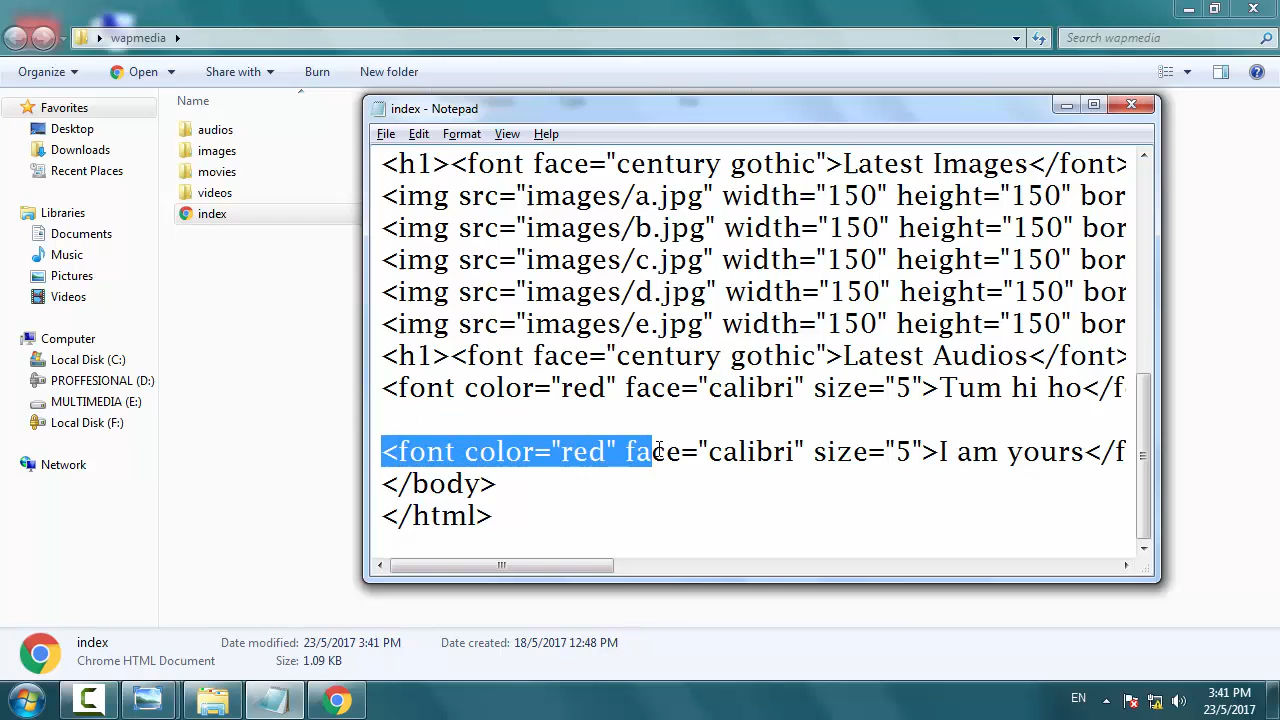 wapmedia
Search wapmedia
Organize Open Share with Burn New folder
Favorites
Desktop
Downloads
Recent Places
Libraries
Documents
Music
Pictures
Videos
Computer
Local Disk (C:)
PROFFESIONAL (D:)
MULTIMEDIA (E:)
Local Disk (F:)
Network
Name
audios
images
movies
videos
index
index - Notepad
File Edit Format View Help
<h1><font face="century gothic">Latest Images</font>
<img src="images/a.jpg" width="150" height="150" bor
<img src="images/b.jpg" width="150" height="150" bor
<img src="images/c.jpg" width="150" height="150" bor
<img src="images/d.jpg" width="150" height="150" bor
<img src="images/e.jpg" width="150" height="150" bor
<h1><font face="century gothic">Latest Audios</font>
<font color="red" face="calibri" size="5">Tum hi ho</f
<font color="red" face="calibri" size="5">I am yours</f
</body>
</html>
index
Chrome HTML Document
Date modified: 23/5/2017 3:41 PM
Size: 1.09 KB
Date created: 18/5/2017 12:48 PM
EN
3:41 PM
23/5/2017